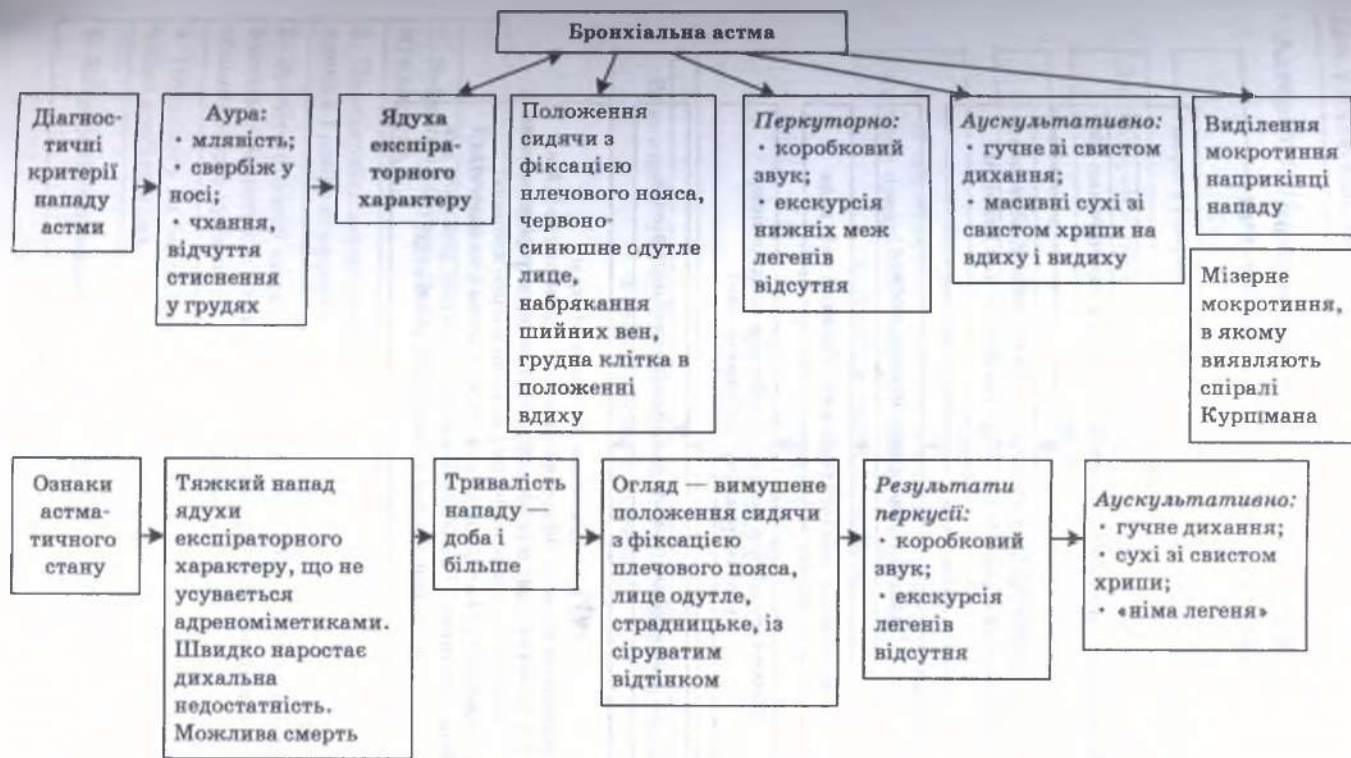 Бронхіальна астма
Діагнос-
тичні
критерії
нападу
астми
Аура:
• млявість;
• свербіж у
носі;
• чхання,
відчуття
стиснення
у грудях
Ядуха
експіра-
торного
характеру
Положення
сидячи з
фіксацією
нлечового пояса,
червоно-
синюшне одутле
лице,
набрякання
шийних вен,
грудна клітка в
положенні
вдиху
Перкуторно:
• коробковий
звук;
• екскурсія
нижніх меж
легенів
відсутня
Аускультативно:
• гучне зі свистом
дихання;
• масивні сухі зі
свистом хрипи на
вдиху і видиху
Виділення
мокротиння
наприкінці
нападу
Мізерне
мокротиння,
в якому
виявляють
спіралі
Куршмана
Ознаки
астма-
тичного
стану
Тяжкий напад
ядухи
експіраторного
характеру, що не
усувається
адреноміметиками.
Швидко наростає
дихальна
недостатність.
Можлива смерть
Тривалість
нападу —
доба і
більше
Огляд — вимушене
положення сидячи
з фіксацією
плечового пояса,
лице одутле,
страдницьке, із
сіруватим
відтінком
Результати
перкусії:
• коробковий
звук;
• екскурсія
легенів
відсутня
Аускультативно:
• гучне дихання;
• сухі зі свистом
хрипи;
• «німа легеня»